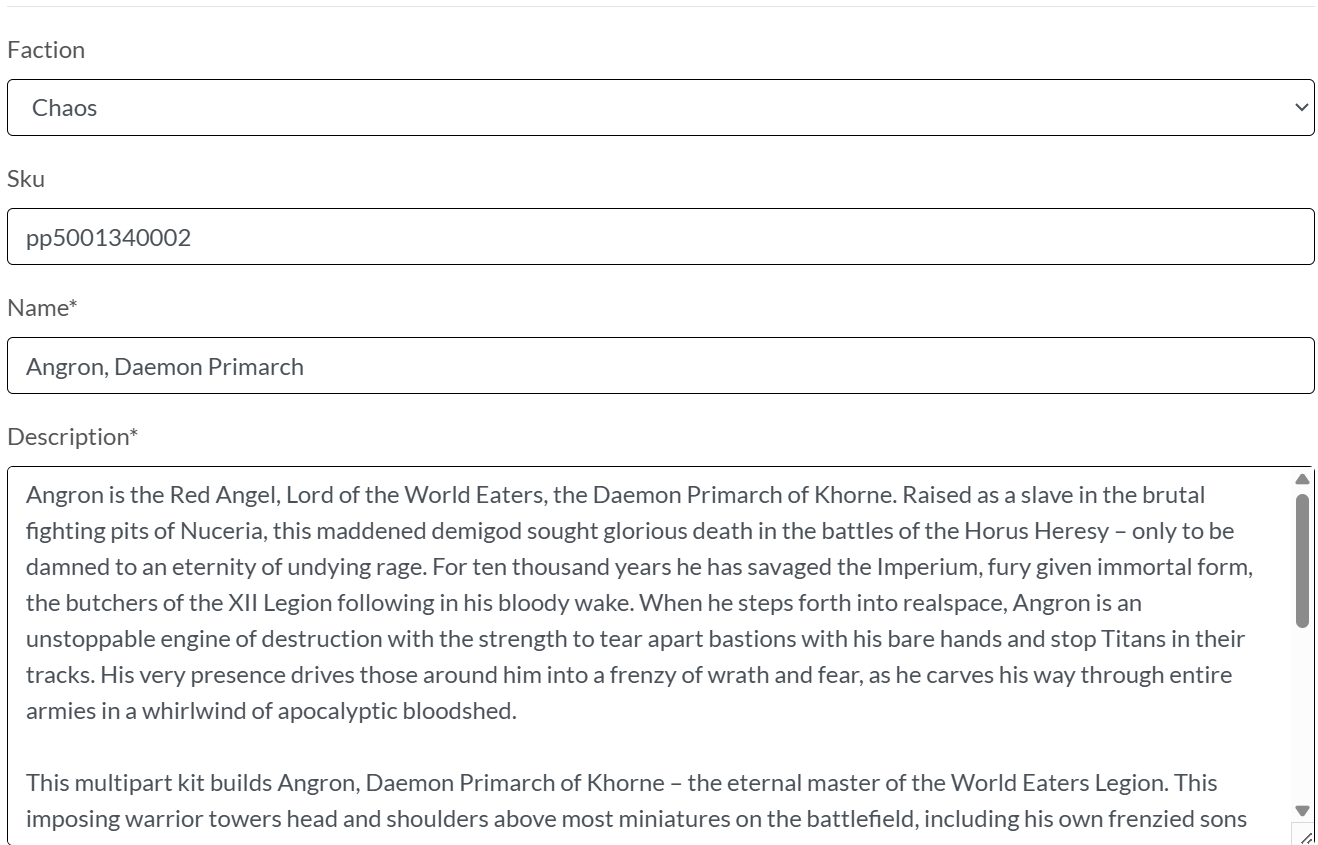 Faction
Chaos
Sku
pp5001340002
Name*
Angron, Daemon Primarch
Description*
Angron is the Red Angel, Lord of the World Eaters, the Daemon Primarch of Khorne. Raised as a slave in the brutal
fighting pits of Nuceria, this maddened demigod sought glorious death in the battles of the Horus Heresy – only to be
damned to an eternity of undying rage. For ten thousand years he has savaged the Imperium, fury given immortal form,
the butchers of the XII Legion following in his bloody wake. When he steps forth into realspace, Angron is an
unstoppable engine of destruction with the strength to tear apart bastions with his bare hands and stop Titans in their
tracks. His very presence drives those around him into a frenzy of wrath and fear, as he carves his way through entire
armies in a whirlwind of apocalyptic bloodshed.
This multipart kit builds Angron, Daemon Primarch of Khorne – the eternal master of the World Eaters Legion. This
imposing warrior towers head and shoulders above most miniatures on the battlefield, including his own frenzied sons